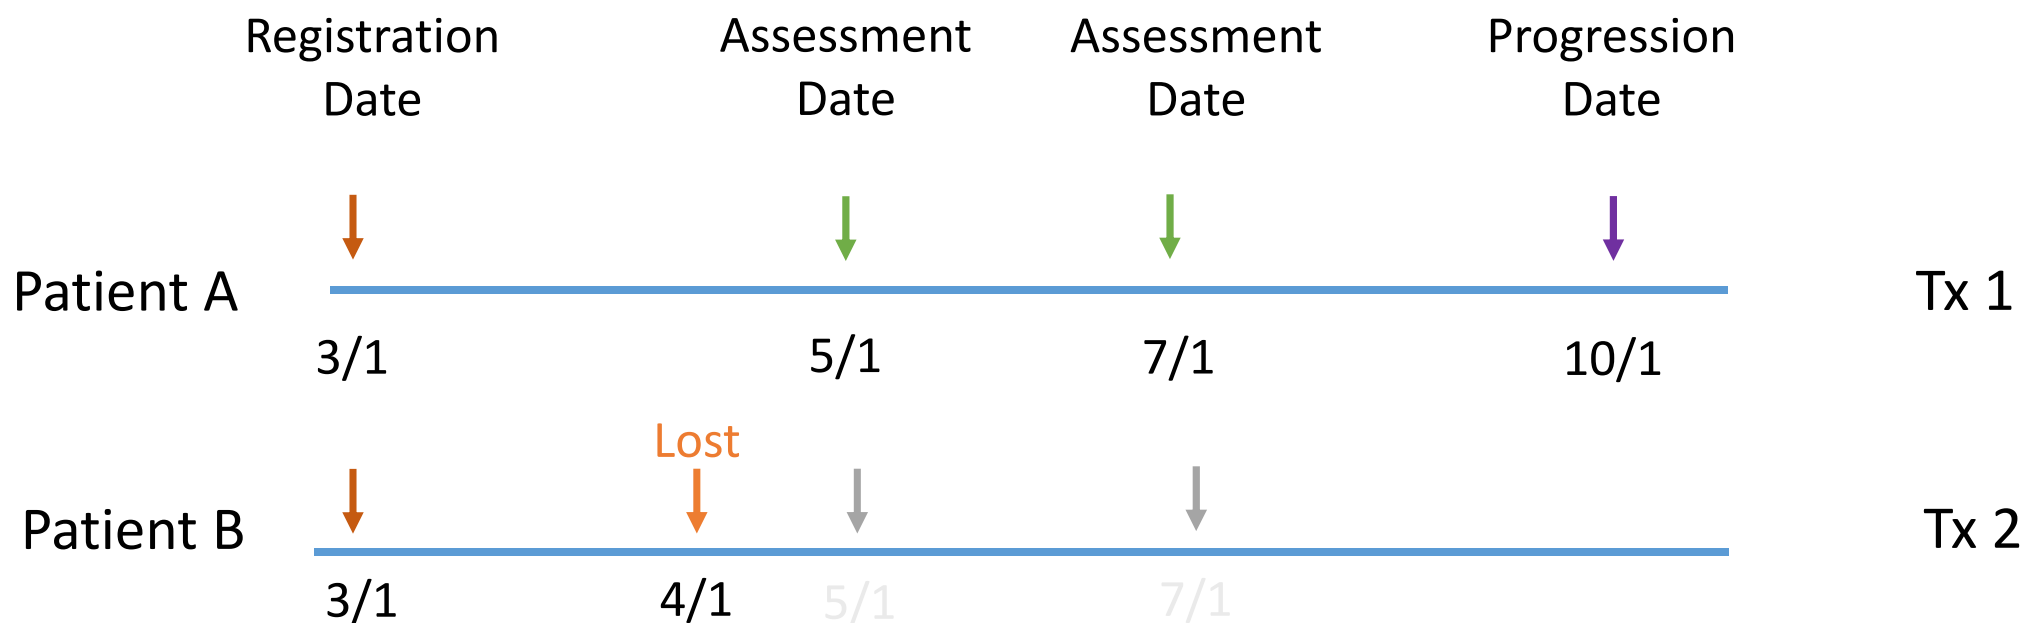 Registration Date
Assessment Date
Assessment Date
Progression Date
Patient A
Tx 1
3/1
5/1
7/1
10/1
Lost
Patient B
Tx 2
3/1
4/1
5/1
7/1